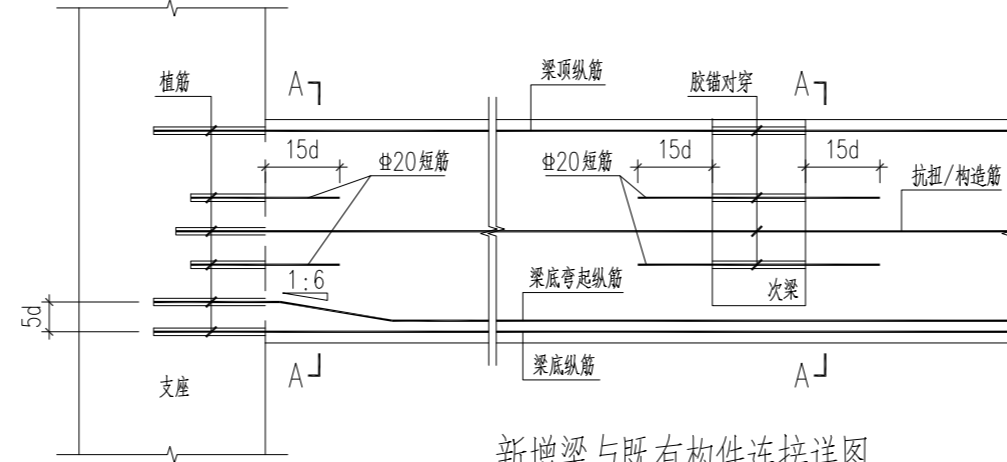 植筋
A
梁顶纵筋
胶锚对穿
A
15d
Φ20短筋
Φ20短筋
15d
15d
抗扭/构造筋
1:6
梁底弯起纵筋
次梁
5d
梁底纵筋
支座
A
A
新增梁与既有构件连接详图